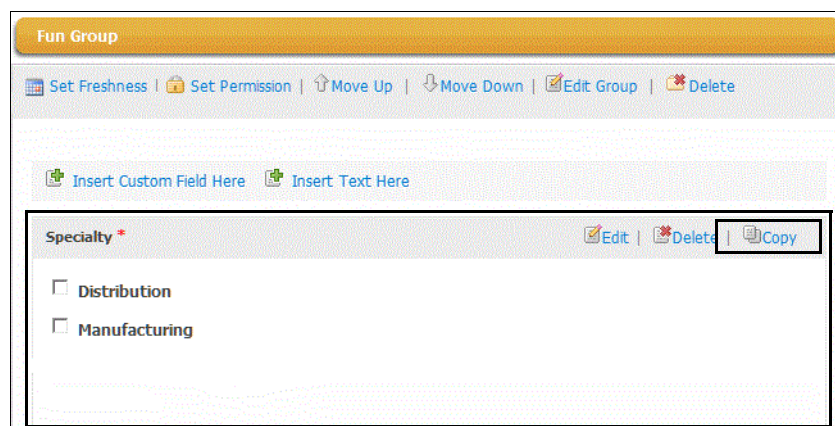 Fun Group
Set Freshness | Set Permission | Move Up | Move Down | Edit Group | Delete
Insert Custom Field Here Insert Text Here
Specialty * Edit | Delete | Copy
Distribution
Manufacturing